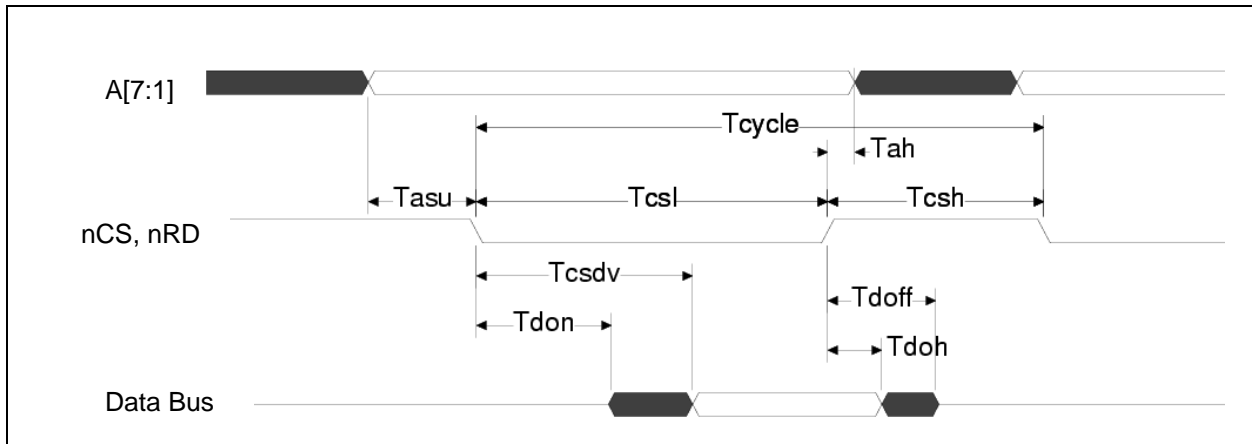 A[7:1]
Tcycle
Tah
Tasu
Tcsl
Tcsh
nCS, nRD
Tcsdv
Tdoff
Tdon
Tdoh
Data Bus